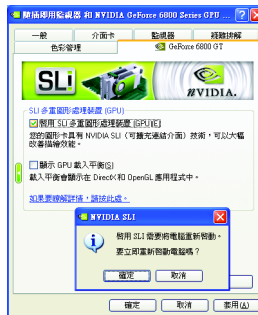 隨插即用監視器 和 NVIDIA GeForce 6800 Series GPU ...
一般
介面卡
監視器
疑難排解
色彩管理
GeForce 6800 GT
SLI
NVIDIA.
SLI 多重圖形處理裝置 (GPU)
啟用 SLI 多重圖形處理裝置 (GPU)(E)
您的圖形卡具有 NVIDIA SLI（可擴充連結介面）技術，可以大幅
改善描繪效能。
顯示 GPU 載入平衡(S)
載入平衡會顯示在 DirectX 和 OpenGL 應用程式中。
如果要瞭解詳情，請按此處。
NVIDIA SLI
啟用 SLI 需要將電腦重新啟動。
要立即重新啟動電腦嗎？
確定
取消
確定
取消
套用(A)